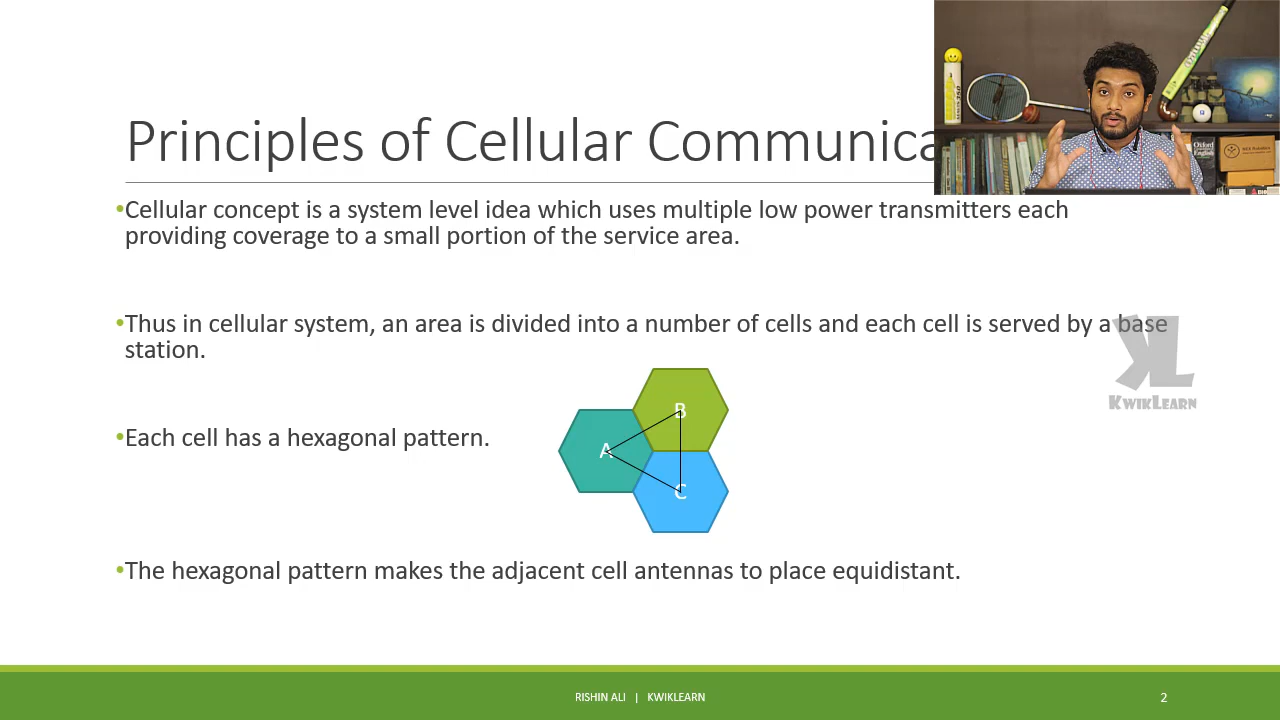 Principles of Cellular Communica
•Cellular concept is a system level idea which uses multiple low power transmitters each
providing coverage to a small portion of the service area.
•Thus in cellular system, an area is divided into a number of cells and each cell is served by a base
station.
KWIKLEARN
B
•Each cell has a hexagonal pattern.
A
C
•The hexagonal pattern makes the adjacent cell antennas to place equidistant.
RISHIN ALI | KWIKLEARN
2